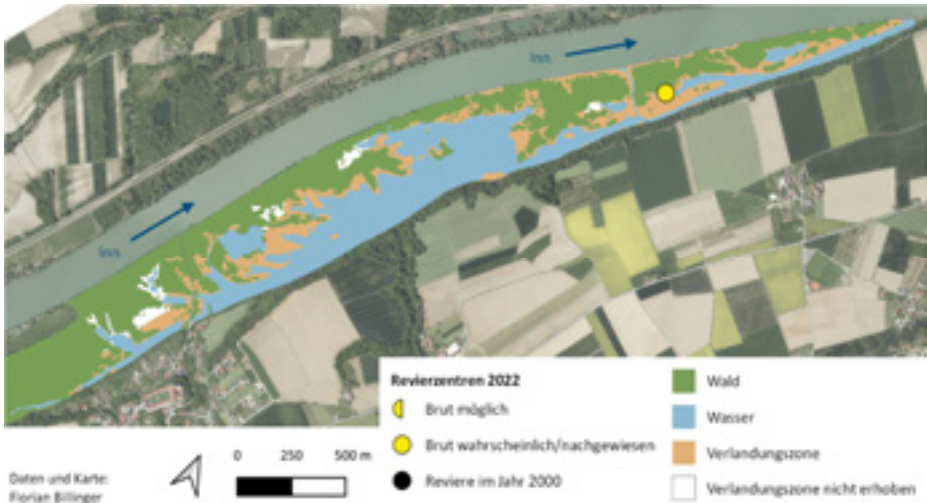 Inn
Inn
Revierzentren 2022
Brut möglich
Brut wahrscheinlich/nachgewiesen
Reviere im Jahr 2000
Wald
Wasser
Verlandungszone
Verlandungszone nicht erhoben
0 250 500 m
Daten und Karte:
Florian Billinger